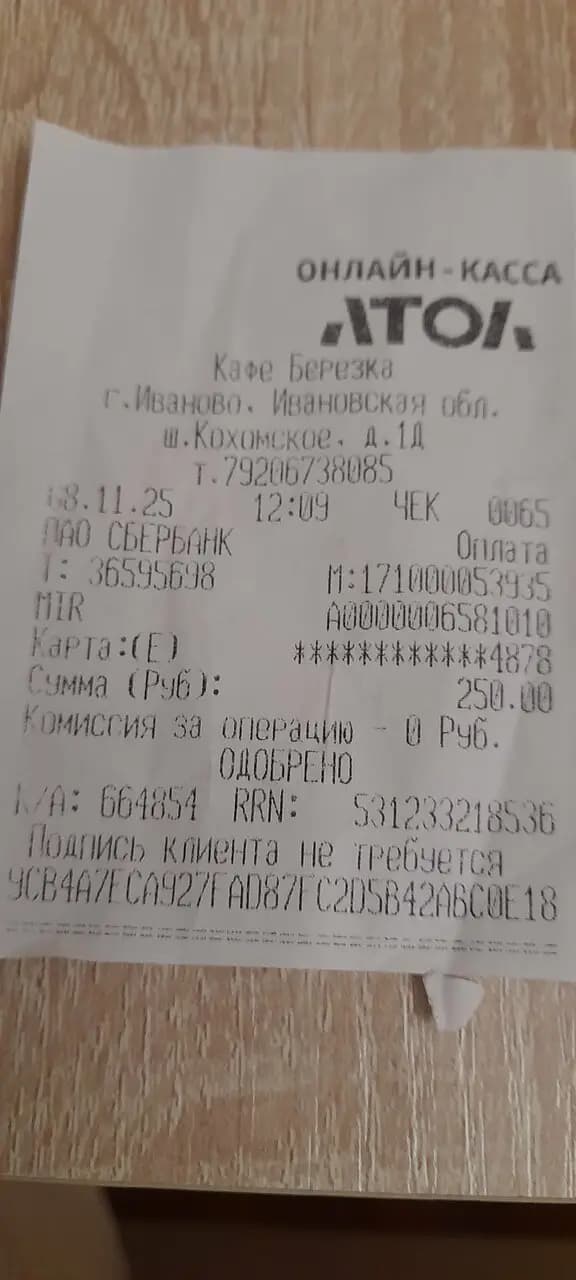 ОНЛАЙН-КАССА
АТОЛ
Кафе Березка
г.Иваново, Ивановская обл.
ш.Кохомское, д.1Д
т.79206738085
08.11.25 12:09 ЧЕК 0065
ПАО СБЕРБАНК Оплата
Т: 36595698 М:171000053935
MIR A0000006581010
Карта:(E) ************4878
Сумма (Руб): 250.00
Комиссия за операцию - 0 Руб.
ОДОБРЕНО
К/А: 664854 RRN: 531233218536
Подпись клиента не требуется
9CB4A7ECA927FAD87FC2D5B42ABC0E18